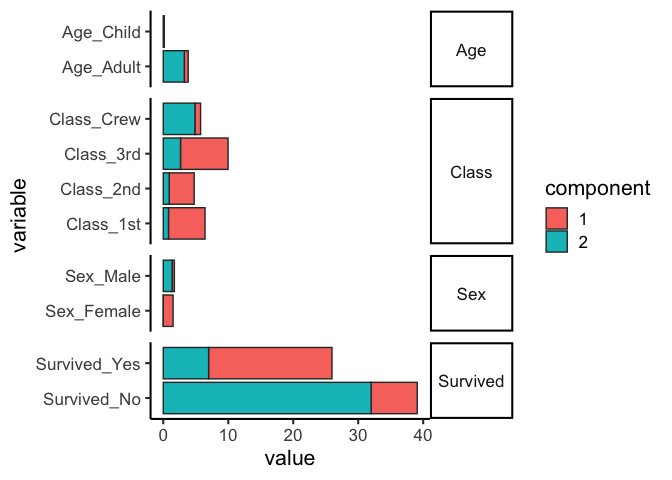 Age_Child
Age_Adult
Age
Class_Crew
Class_3rd
Class_2nd
Class_1st
Class
Sex_Male
Sex_Female
Sex
Survived_Yes
Survived_No
Survived
variable
0 10 20 30 40
value
component
1
2